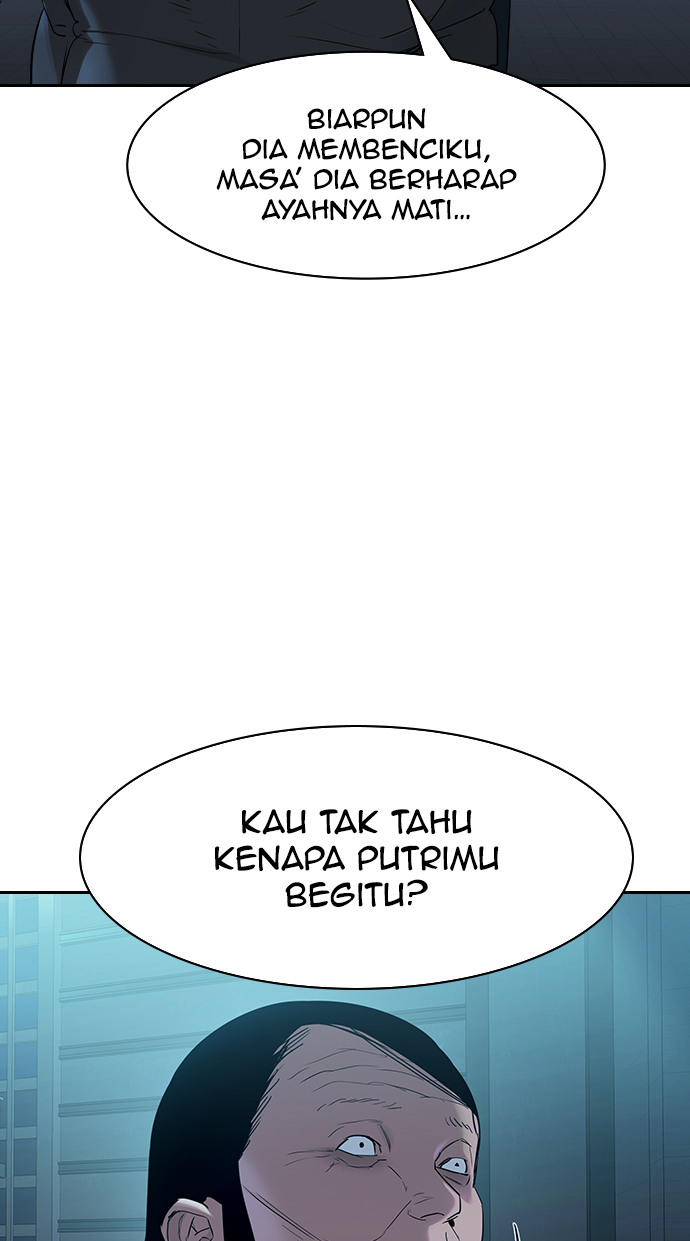 BIARPUN
DIA MEMBENCIKU,
MASA' DIA BERHARAP
AYAHNYA MATI...
KAU TAK TAHU
KENAPA PUTRIMU
BEGITU?